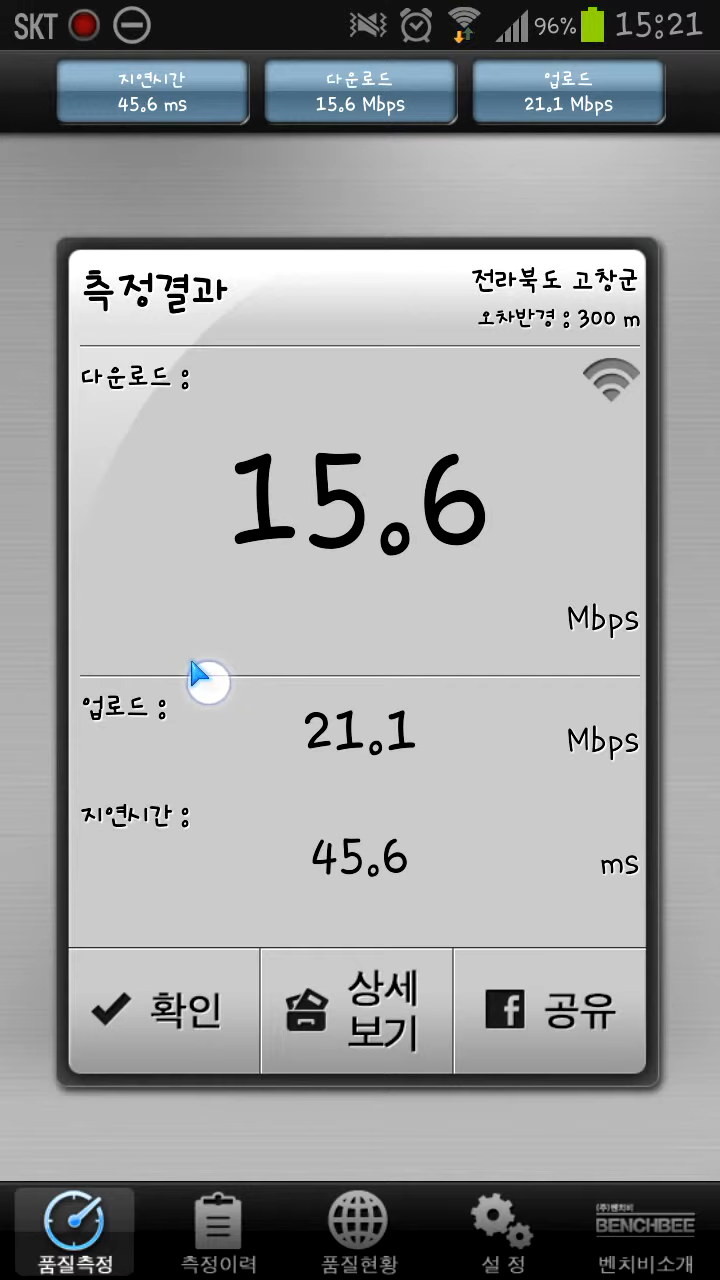 SKT 96% 15:21
지연시간 다운로드 업로드
45.6 ms 15.6 Mbps 21.1 Mbps
측정결과 전라북도 고창군
오차반경 : 300 m
다운로드 :
15.6
Mbps
업로드 :
21.1 Mbps
지연시간 :
45.6 ms
확인 상세 보기 공유
(주)벤치비
BENCHBEE
품질측정 측정이력 품질현황 설 정 벤치비소개